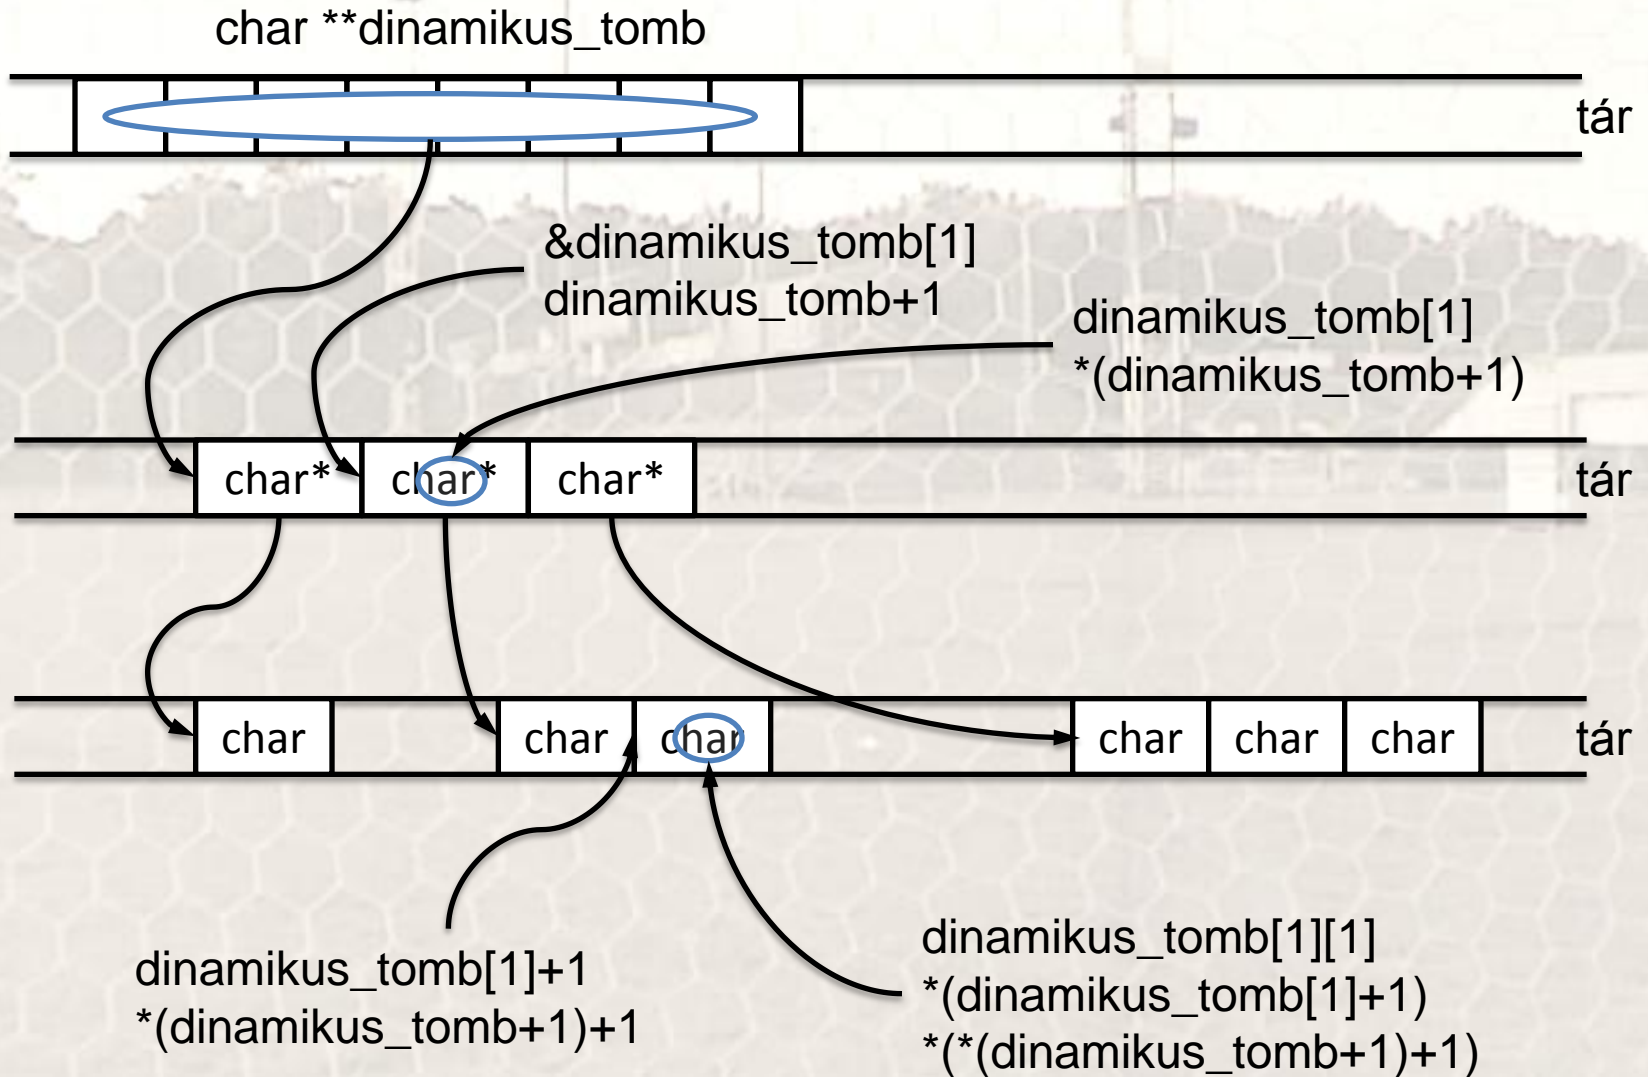 char **dinamikus_tomb
tár
&dinamikus_tomb[1]
dinamikus_tomb+1
dinamikus_tomb[1]
*(dinamikus_tomb+1)
char* char* char* tár
char char char char char char tár
dinamikus_tomb[1]+1
*(dinamikus_tomb+1)+1
dinamikus_tomb[1][1]
*(dinamikus_tomb[1]+1)
*(*(dinamikus_tomb+1)+1)